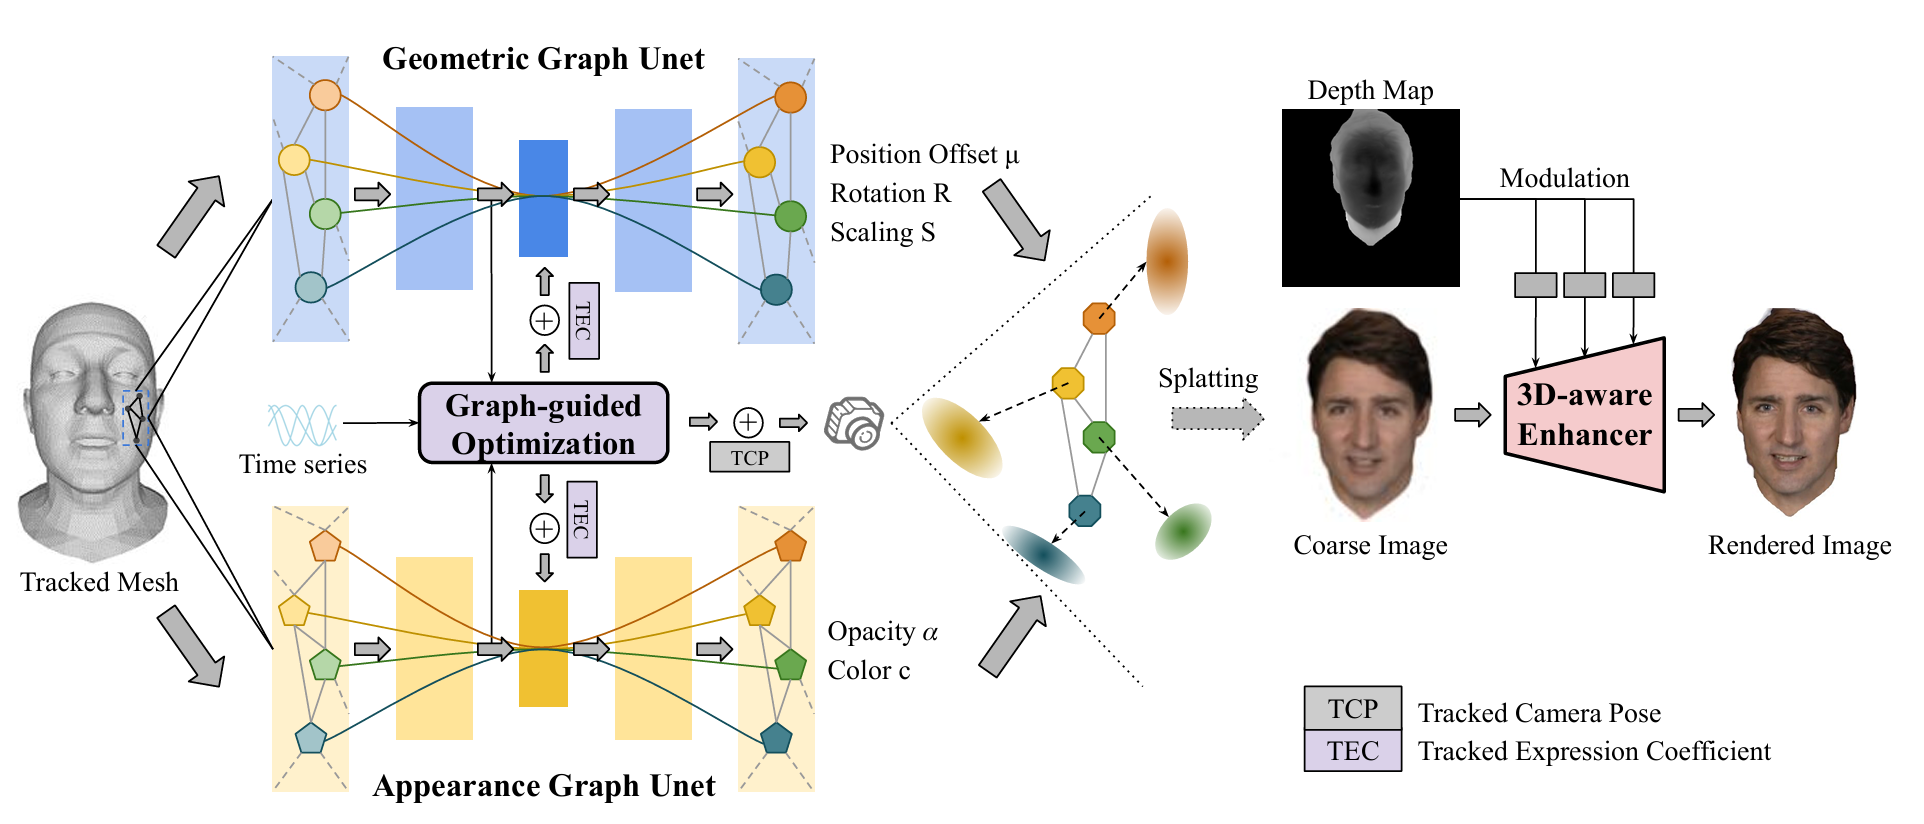 Geometric Graph Unet
Position Offset μ
Rotation R
Scaling S
Depth Map
Modulation
TEC
Graph-guided
Optimization
Time series
TCP
TEC
Tracked Mesh
Splatting
3D-aware
Enhancer
Coarse Image
Rendered Image
Opacity α
Color c
Appearance Graph Unet
TCP Tracked Camera Pose
TEC Tracked Expression Coefficient